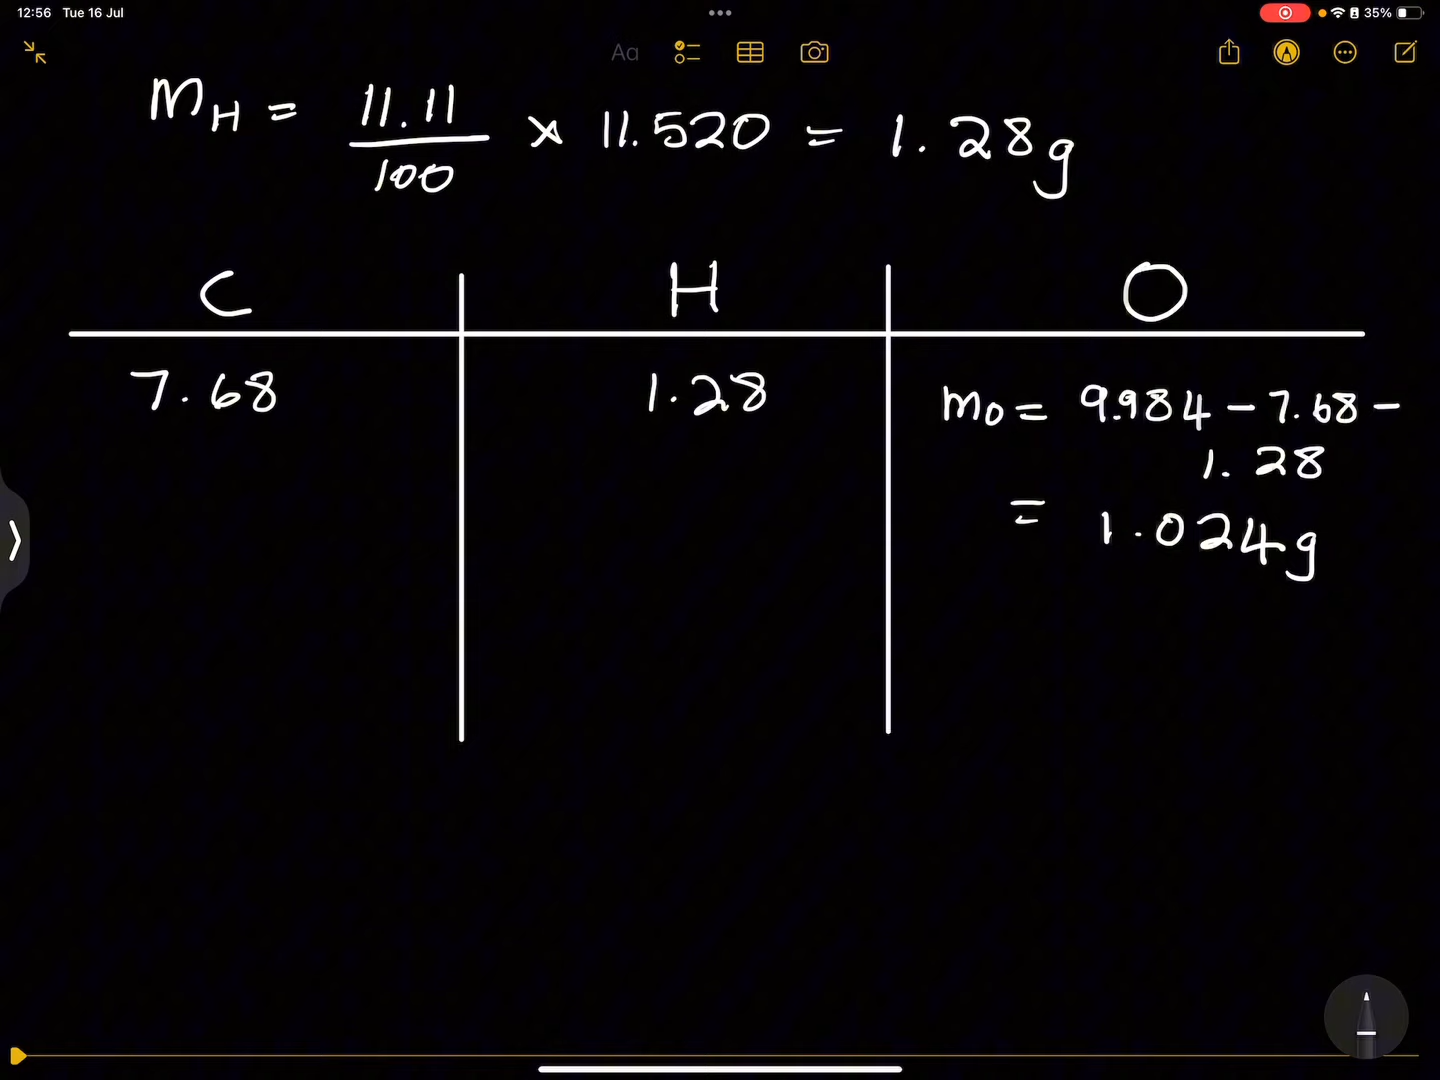 12:56 Tue 16 Jul
35%
Aa
mH = 11.11/100 × 11.520 = 1.28g
C H O
7.68 1.28 mo = 9.984 - 7.68 -
1.28
= 1.024g